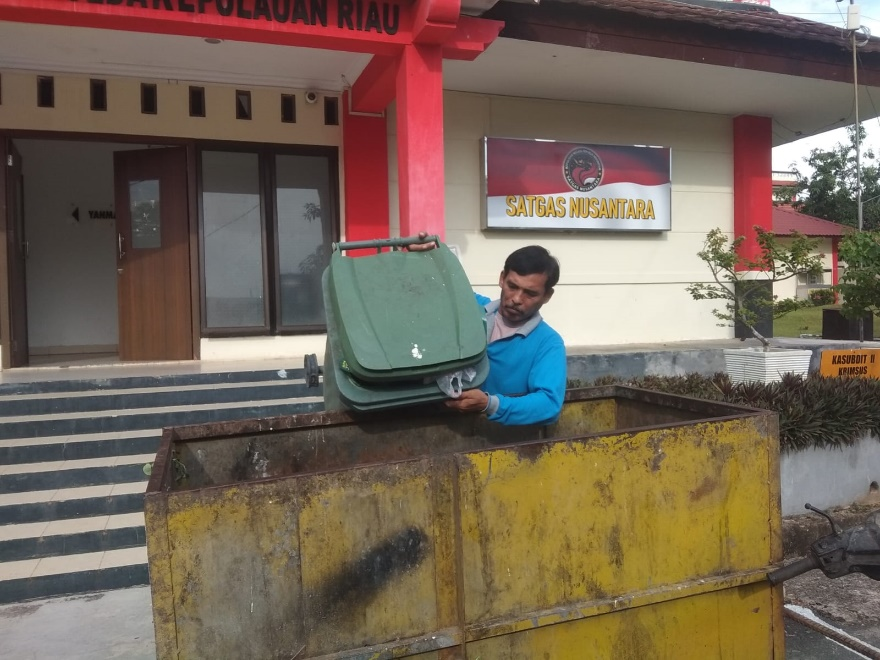 KEPULAUAN RIAU
SATGAS NUSANTARA
KASUBDIT II
KRIMSUS